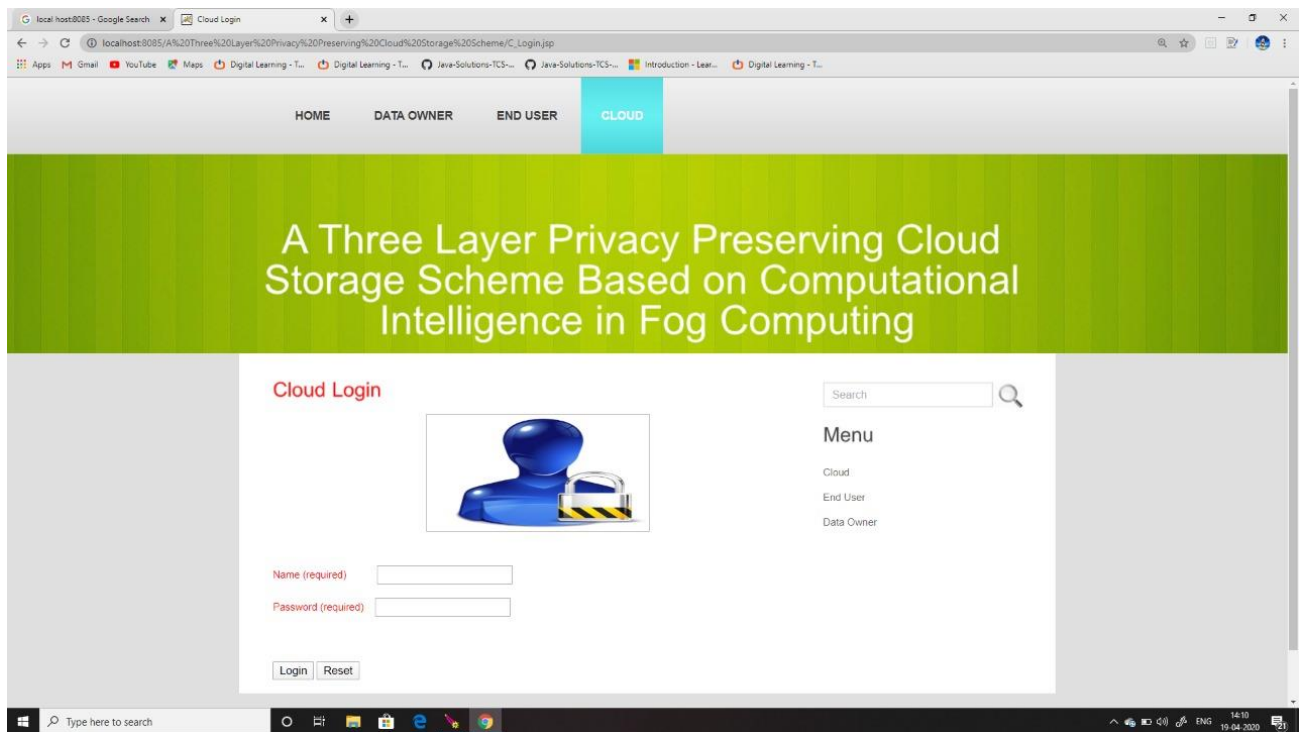 local host:8085 - Google Search
Cloud Login
localhost:8085/A%20Three%20Layer%20Privacy%20Preserving%20Cloud%20Storage%20Scheme/C_Login.jsp
Apps Gmail YouTube Maps Digital Learning - T... Digital Learning - T... Java-Solutions-TCS-... Java-Solutions-TCS-... Introduction - Lear... Digital Learning - T...
HOME DATA OWNER END USER CLOUD
A Three Layer Privacy Preserving Cloud
Storage Scheme Based on Computational
Intelligence in Fog Computing
Cloud Login
Search
Menu
Cloud
End User
Data Owner
Name (required)
Password (required)
Login Reset
Type here to search
ENG
14:10
19-04-2020
21